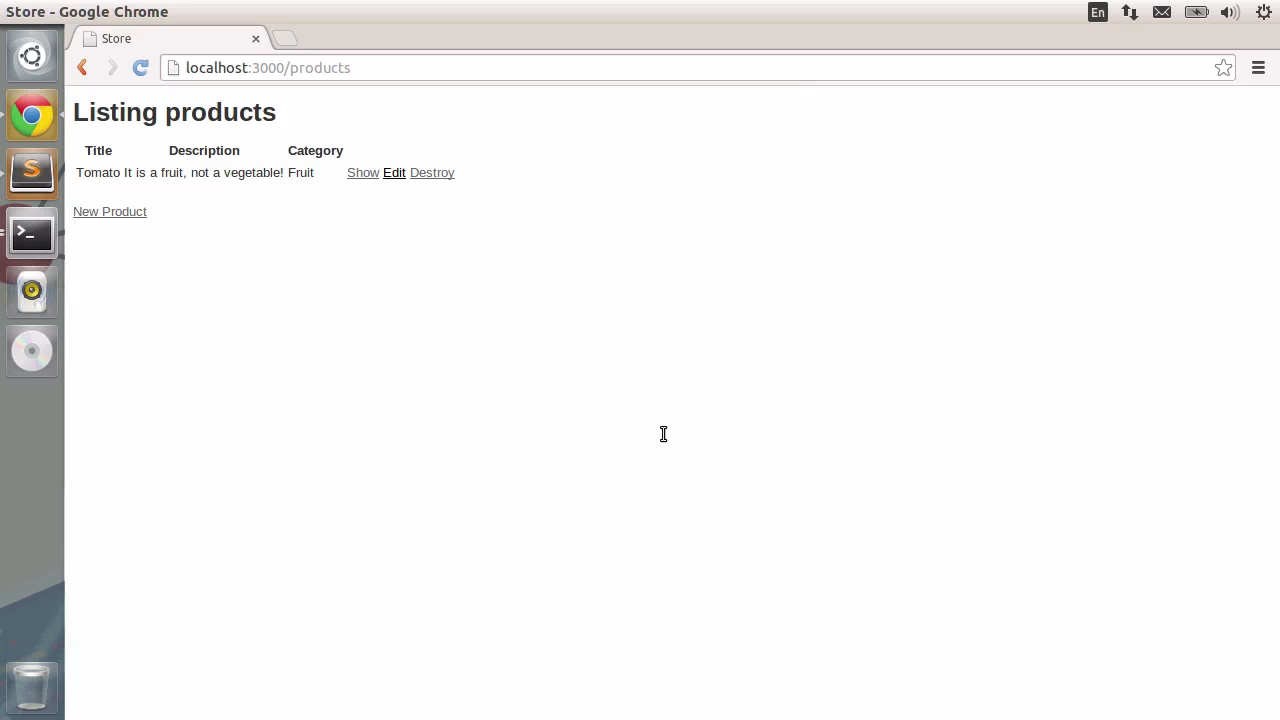 Store - Google Chrome
En
Store
localhost:3000/products
Listing products
Title Description Category
Tomato It is a fruit, not a vegetable! Fruit Show Edit Destroy
New Product